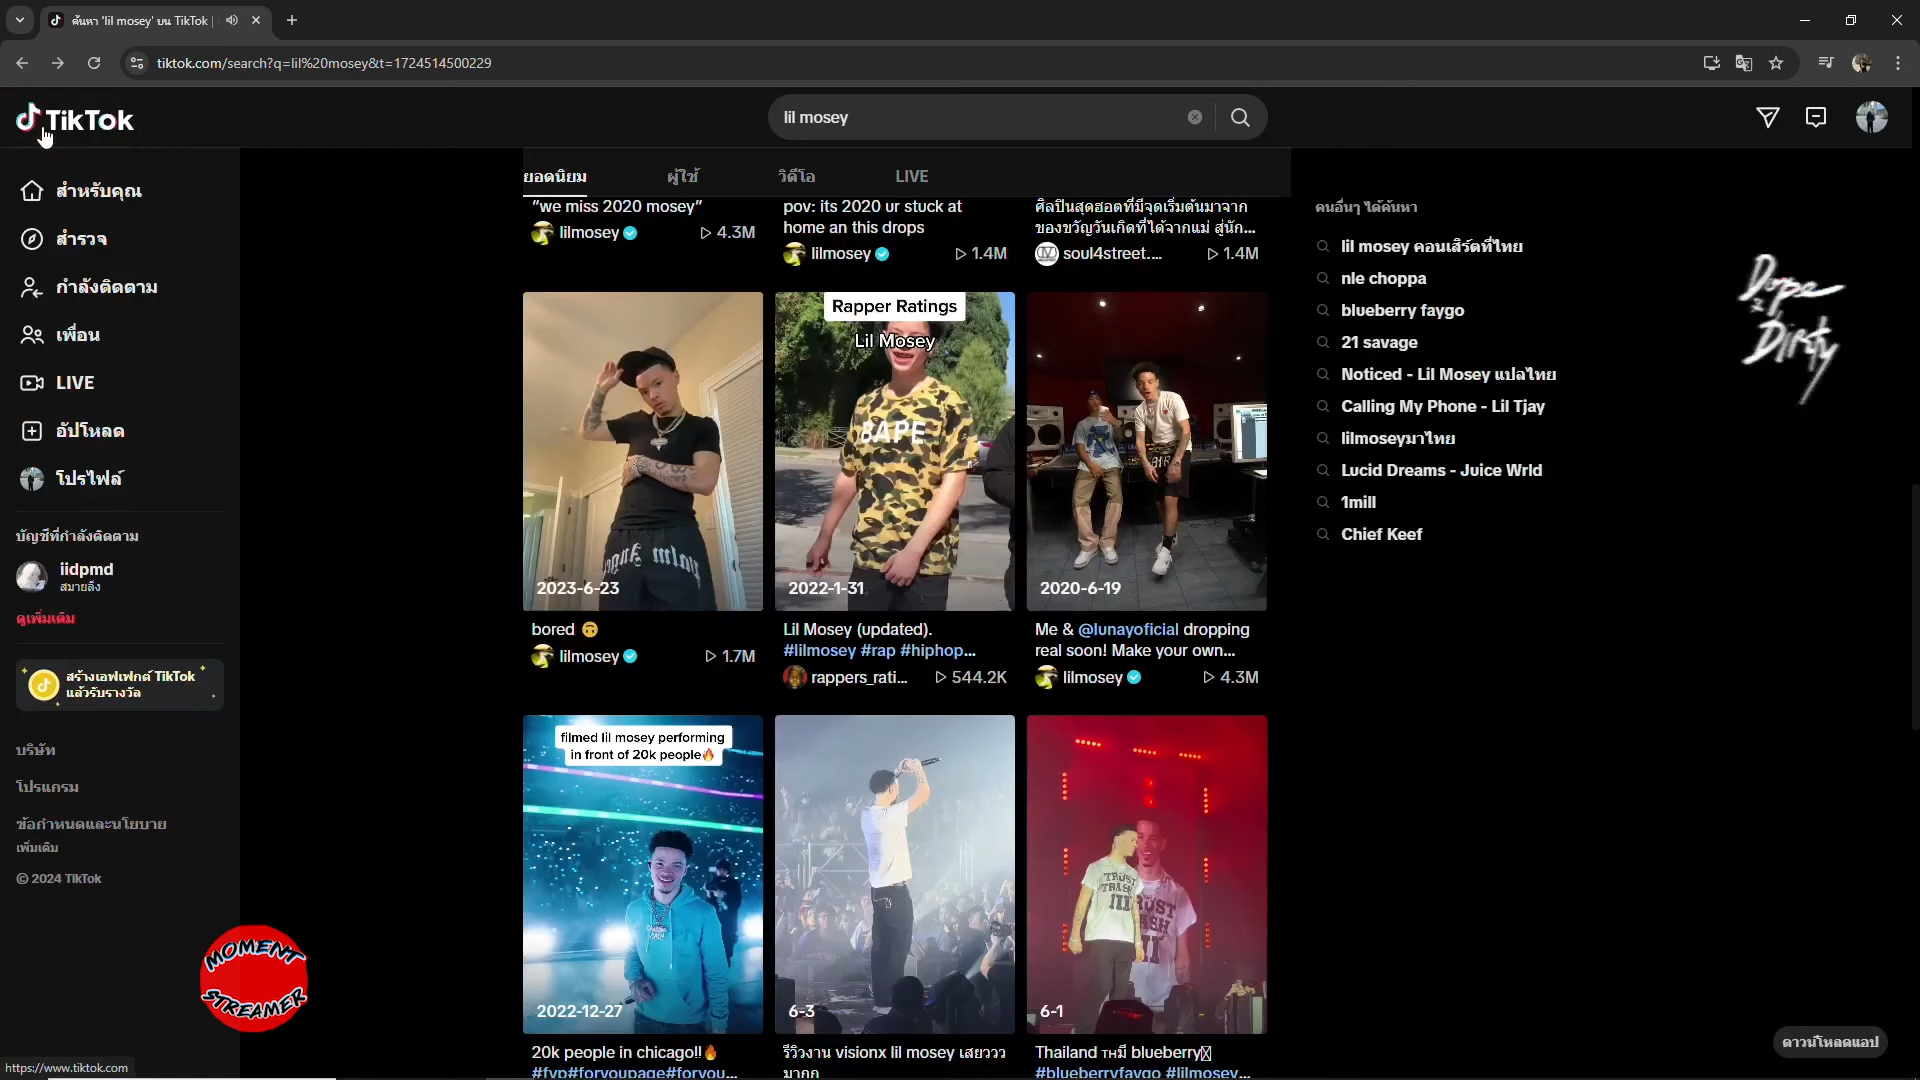 ค้นหา 'lil mosey' บน TikTok |
tiktok.com/search?q=lil%20mosey&t=1724514500229
TikTok
lil mosey
ยอดนิยม
ผู้ใช้
วิดีโอ
LIVE
สำหรับคุณ
สำรวจ
กำลังติดตาม
เพื่อน
LIVE
อัปโหลด
โปรไฟล์
บัญชีที่กำลังติดตาม
iidpmd
สมายลิ้ง
ดูเพิ่มเติม
สร้างเอฟเฟกต์ TikTok
แล้วรับรางวัล
บริษัท
โปรแกรม
ข้อกำหนดและนโยบาย
เพิ่มเติม
© 2024 TikTok
MOMENT
STREAMER
https://www.tiktok.com
"we miss 2020 mosey"
lilmosey
4.3M
pov: its 2020 ur stuck at
home an this drops
lilmosey
1.4M
ศิลปินสุดฮอตที่มีจุดเริ่มต้นมาจาก
ของขวัญวันเกิดที่ได้จากแม่ สู่นัก...
soul4street....
1.4M
2023-6-23
bored 🙃
lilmosey
1.7M
Rapper Ratings
Lil Mosey
BAPE
2022-1-31
Lil Mosey (updated).
#lilmosey #rap #hiphop...
rappers_rati...
544.2K
2020-6-19
Me & @lunayoficial dropping
real soon! Make your own...
lilmosey
4.3M
filmed lil mosey performing
in front of 20k people🔥
2022-12-27
20k people in chicago!!🔥
#fyp#foryoupage#foryou...
6-3
รีวิวงาน visionx lil mosey เสยววว
มากก
TRUST
TRASH
III
6-1
Thailand ᴛʜมี blueberry
#blueberryfaygo #lilmosey...
คนอื่นๆ ได้ค้นหา
lil mosey คอนเสิร์ตที่ไทย
nle choppa
blueberry faygo
21 savage
Noticed - Lil Mosey แปลไทย
Calling My Phone - Lil Tjay
lilmoseyมาไทย
Lucid Dreams - Juice Wrld
1mill
Chief Keef
Dope
Dirty
ดาวน์โหลดแอป